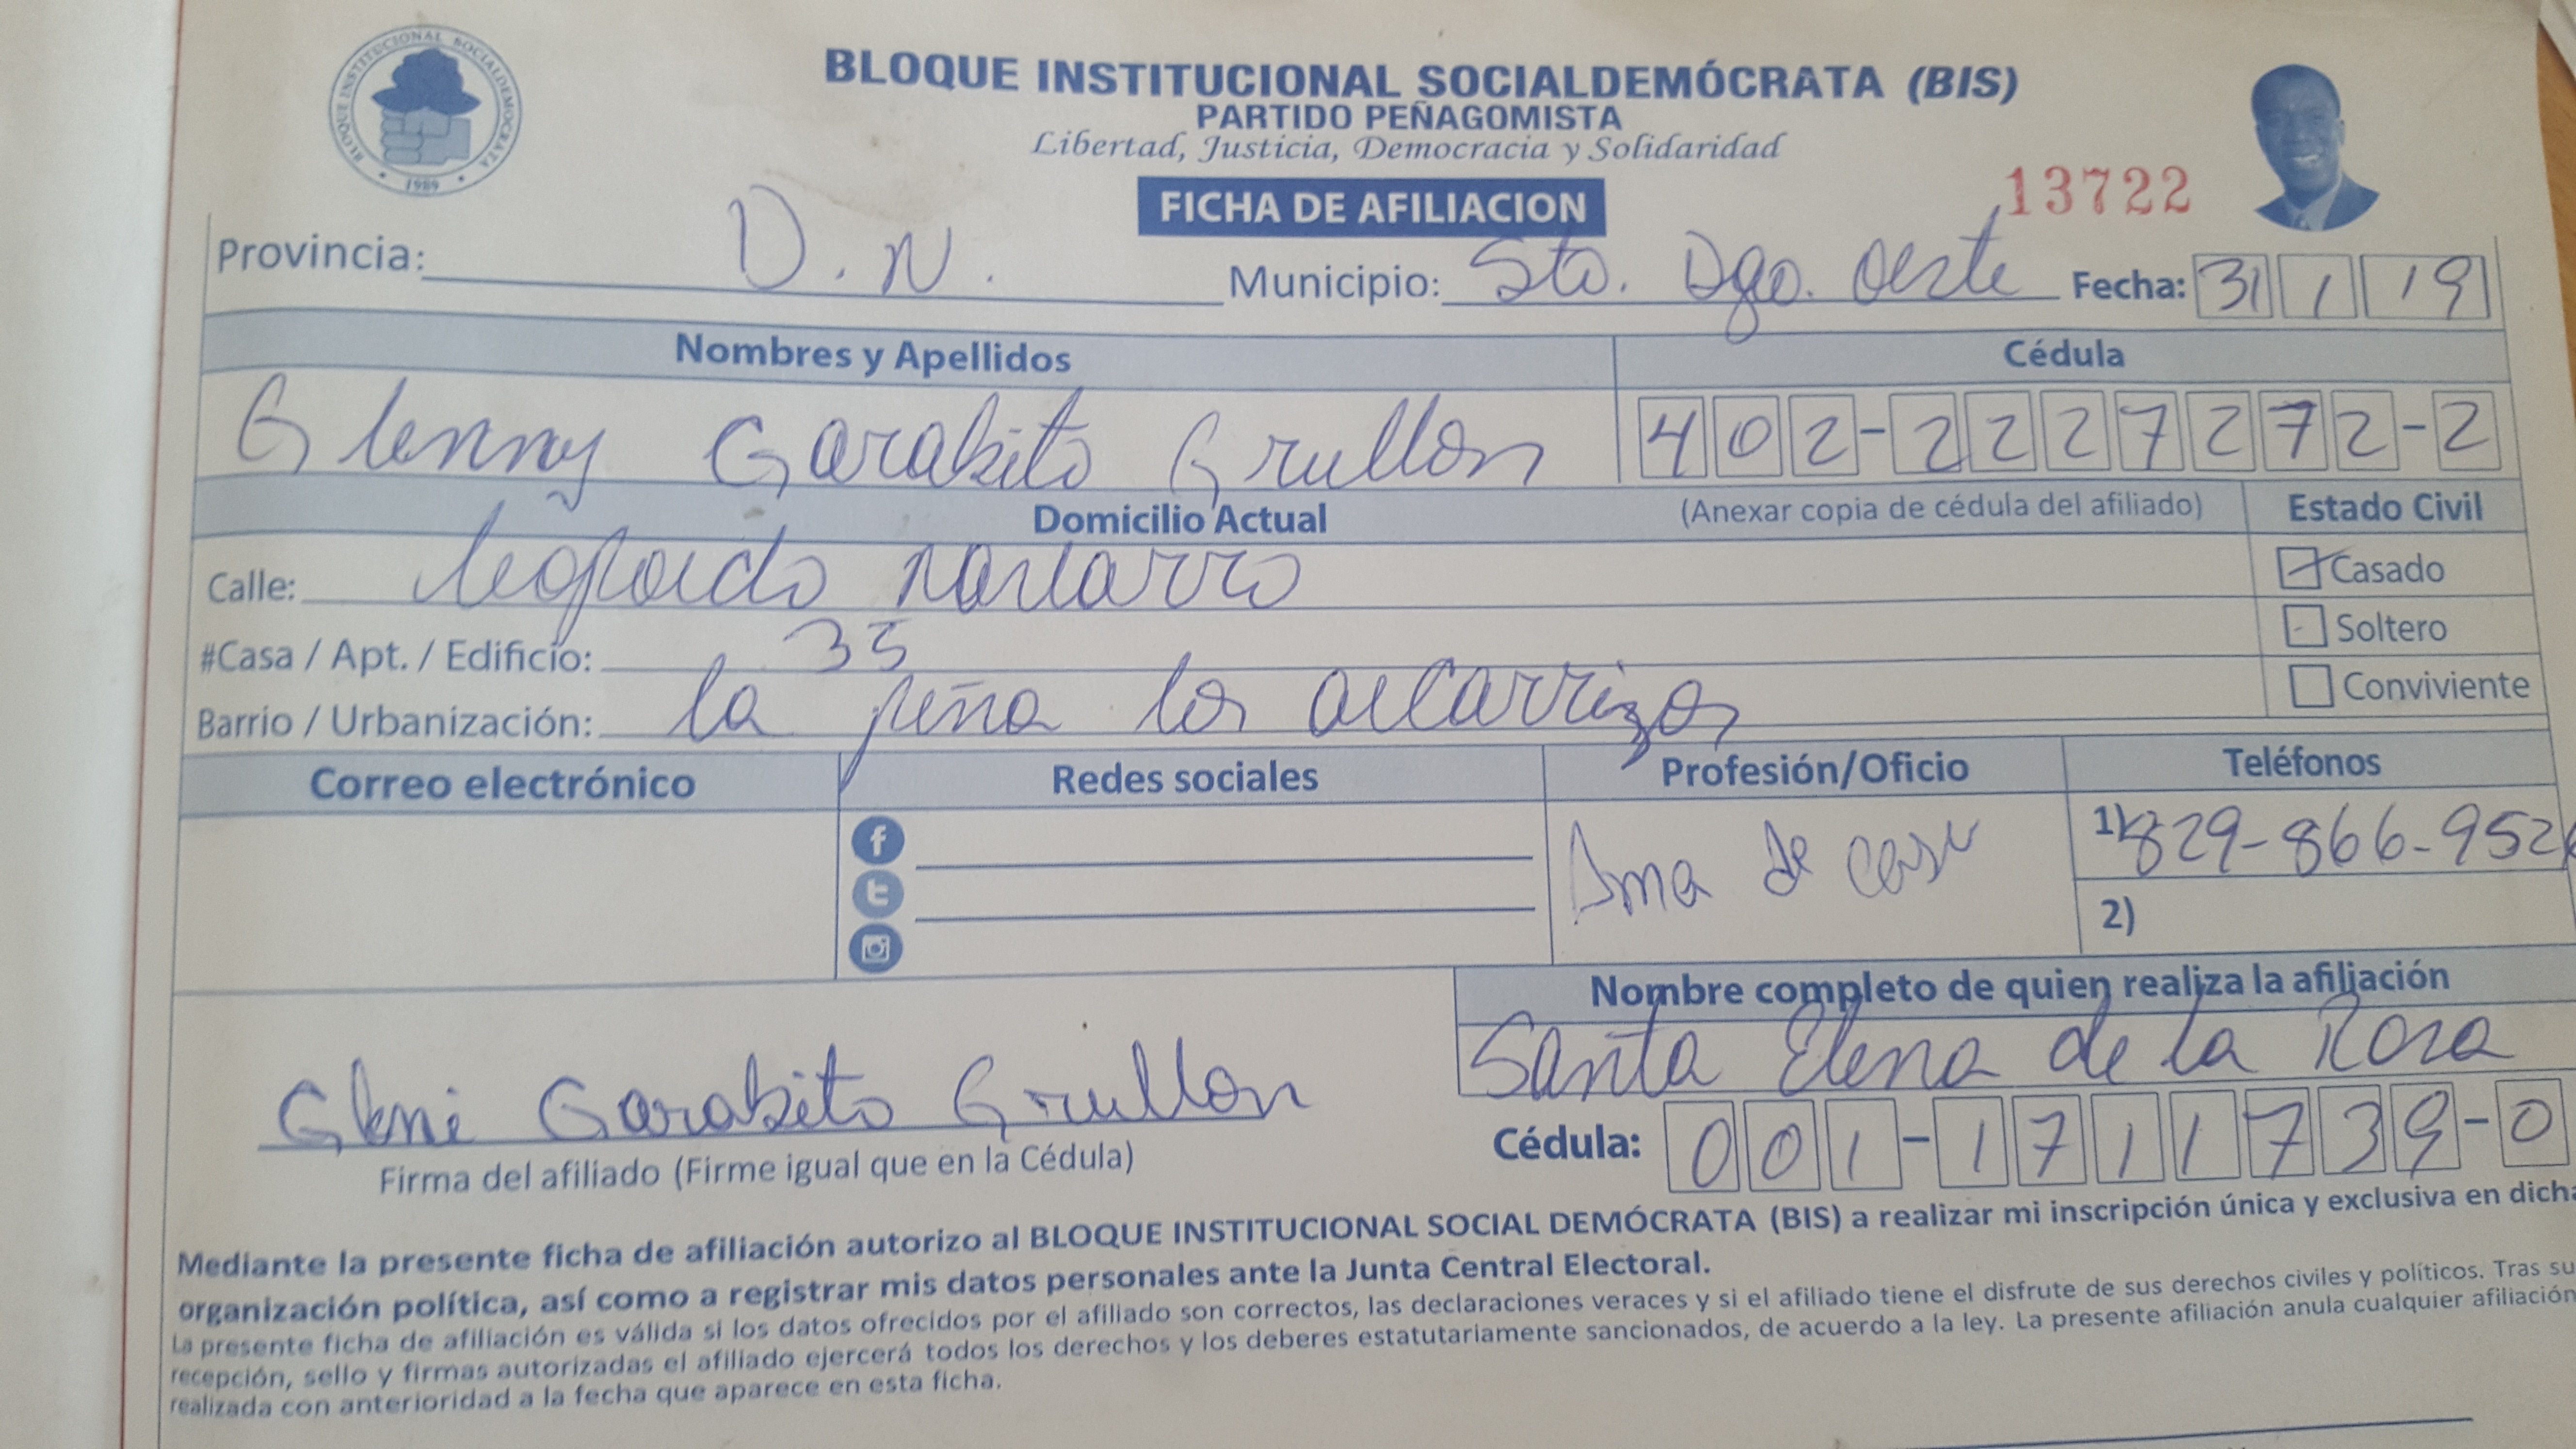 BLOQUE INSTITUCIONAL SOCIALDEMOCRATA
1989
BLOQUE INSTITUCIONAL SOCIALDEMÓCRATA (BIS)
PARTIDO PEÑAGOMISTA
Libertad, Justicia, Democracia y Solidaridad
FICHA DE AFILIACION
13722
Provincia: D. N. Municipio: Sto. Dgo. Oeste Fecha: 31 1 19
Nombres y Apellidos Cédula
Glenny Garabito Grullon 402-2227272-2
Domicilio Actual (Anexar copia de cédula del afiliado) Estado Civil
Calle: Casado
#Casa / Apt. / Edificio: 35 Soltero
Barrio / Urbanización: la peña los alcarrizos Conviviente
Correo electrónico Redes sociales Profesión/Oficio Teléfonos
Ama de casa 1) 829-866-952
2)
Nombre completo de quien realiza la afiliación
Santa Elena de la Rosa
Gleni Garabito Grullon
Cédula: 001-1711739-0
Firma del afiliado (Firme igual que en la Cédula)
Mediante la presente ficha de afiliación autorizo al BLOQUE INSTITUCIONAL SOCIAL DEMÓCRATA (BIS) a realizar mi inscripción única y exclusiva en dicha
organización política, así como a registrar mis datos personales ante la Junta Central Electoral.
La presente ficha de afiliación es válida si los datos ofrecidos por el afiliado son correctos, las declaraciones veraces y si el afiliado tiene el disfrute de sus derechos civiles y políticos. Tras su
recepción, sello y firmas autorizadas el afiliado ejercerá todos los derechos y los deberes estatutariamente sancionados, de acuerdo a la ley. La presente afiliación anula cualquier afiliación
realizada con anterioridad a la fecha que aparece en esta ficha.